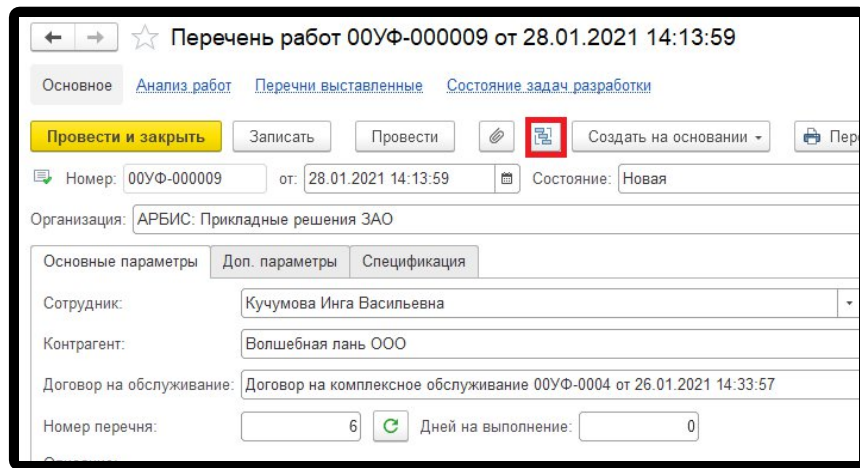 Перечень работ 00УФ-000009 от 28.01.2021 14:13:59
Основное Анализ работ Перечни выставленные Состояние задач разработки
Провести и закрыть Записать Провести Создать на основании
Номер: 00УФ-000009 от: 28.01.2021 14:13:59 Состояние: Новая
Организация: АРБИС: Прикладные решения ЗАО
Основные параметры Доп. параметры Спецификация
Сотрудник: Кучумова Инга Васильевна
Контрагент: Волшебная лань ООО
Договор на обслуживание: Договор на комплексное обслуживание 00УФ-0004 от 26.01.2021 14:33:57
Номер перечня: 6 Дней на выполнение: 0